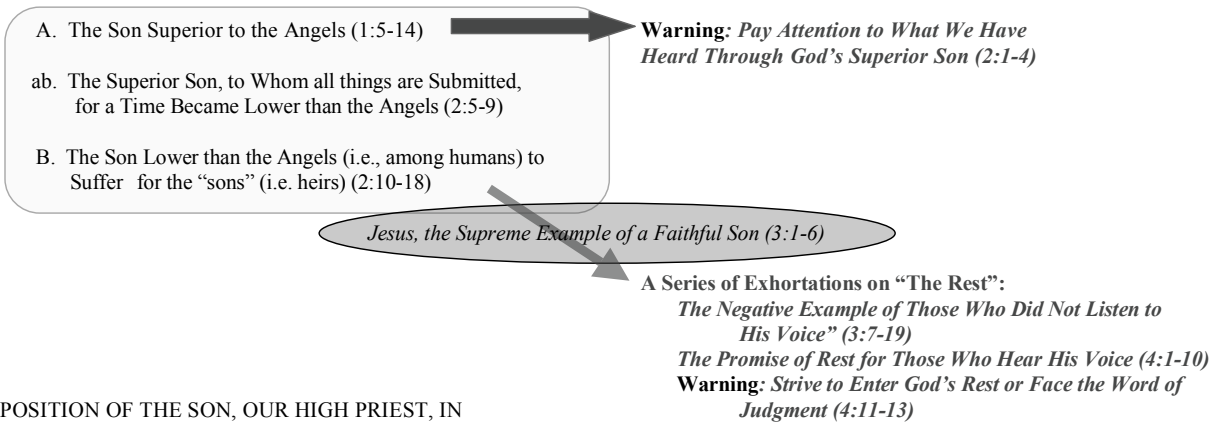 A. The Son Superior to the Angels (1:5-14)
Warning: Pay Attention to What We Have
Heard Through God’s Superior Son (2:1-4)
ab. The Superior Son, to Whom all things are Submitted,
for a Time Became Lower than the Angels (2:5-9)
B. The Son Lower than the Angels (i.e., among humans) to
Suffer for the “sons” (i.e. heirs) (2:10-18)
Jesus, the Supreme Example of a Faithful Son (3:1-6)
A Series of Exhortations on “The Rest”:
The Negative Example of Those Who Did Not Listen to
His Voice” (3:7-19)
The Promise of Rest for Those Who Hear His Voice (4:1-10)
Warning: Strive to Enter God’s Rest or Face the Word of
Judgment (4:11-13)
POSITION OF THE SON, OUR HIGH PRIEST, IN